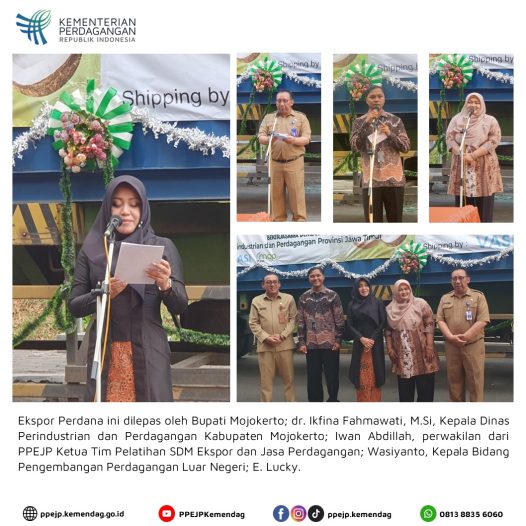 KEMENTERIAN
PERDAGANGAN
REPUBLIK INDONESIA
Shipping by
Shipping by
Shipping by
industrian dan Perdagangan Provinsi Jawa Timur
Shipping by :
Ekspor Perdana ini dilepas oleh Bupati Mojokerto; dr. Ikfina Fahmawati, M.Si, Kepala Dinas
Perindustrian dan Perdagangan Kabupaten Mojokerto; Iwan Abdillah, perwakilan dari
PPEJP Ketua Tim Pelatihan SDM Ekspor dan Jasa Perdagangan; Wasiyanto, Kepala Bidang
Pengembangan Perdagangan Luar Negeri; E. Lucky.
ppejp.kemendag.go.id
PPEJPKemendag
ppejp.kemendag
0813 8835 6060